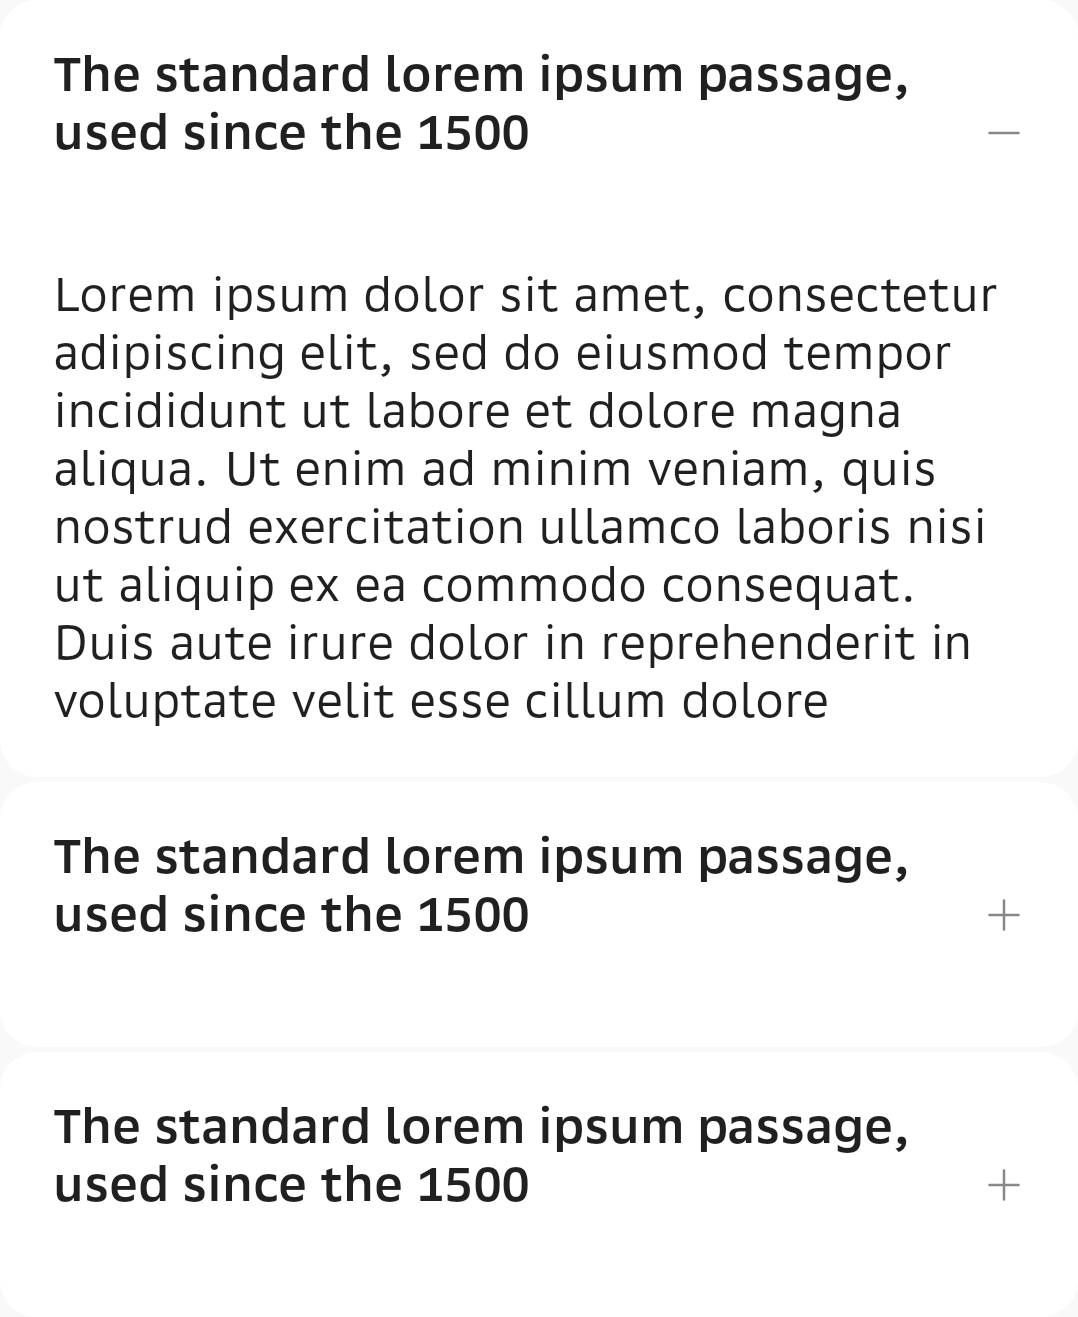 The standard lorem ipsum passage,
used since the 1500
Lorem ipsum dolor sit amet, consectetur
adipiscing elit, sed do eiusmod tempor
incididunt ut labore et dolore magna
aliqua. Ut enim ad minim veniam, quis
nostrud exercitation ullamco laboris nisi
ut aliquip ex ea commodo consequat.
Duis aute irure dolor in reprehenderit in
voluptate velit esse cillum dolore
The standard lorem ipsum passage,
used since the 1500
The standard lorem ipsum passage,
used since the 1500